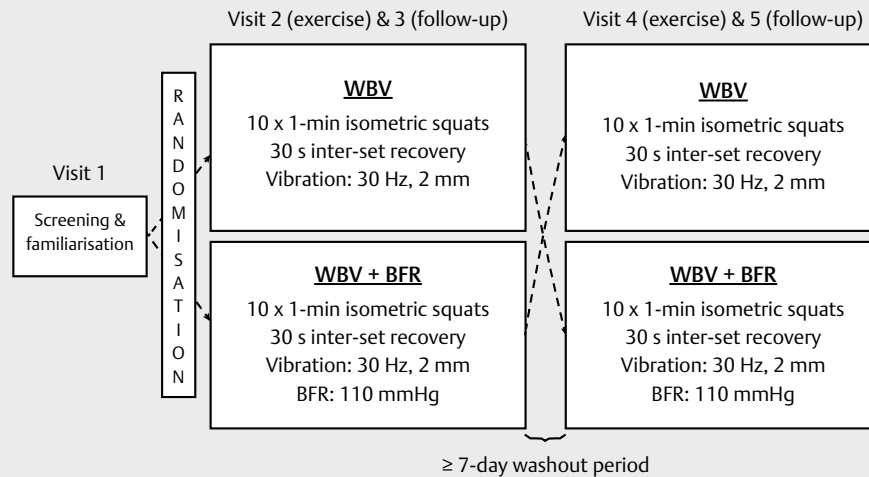 Visit 2 (exercise) & 3 (follow-up)
Visit 4 (exercise) & 5 (follow-up)
Visit 1
Screening &
familiarisation
RANDOMISATION
WBV
10 x 1-min isometric squats
30 s inter-set recovery
Vibration: 30 Hz, 2 mm
WBV + BFR
10 x 1-min isometric squats
30 s inter-set recovery
Vibration: 30 Hz, 2 mm
BFR: 110 mmHg
WBV
10 x 1-min isometric squats
30 s inter-set recovery
Vibration: 30 Hz, 2 mm
WBV + BFR
10 x 1-min isometric squats
30 s inter-set recovery
Vibration: 30 Hz, 2 mm
BFR: 110 mmHg
≥ 7-day washout period